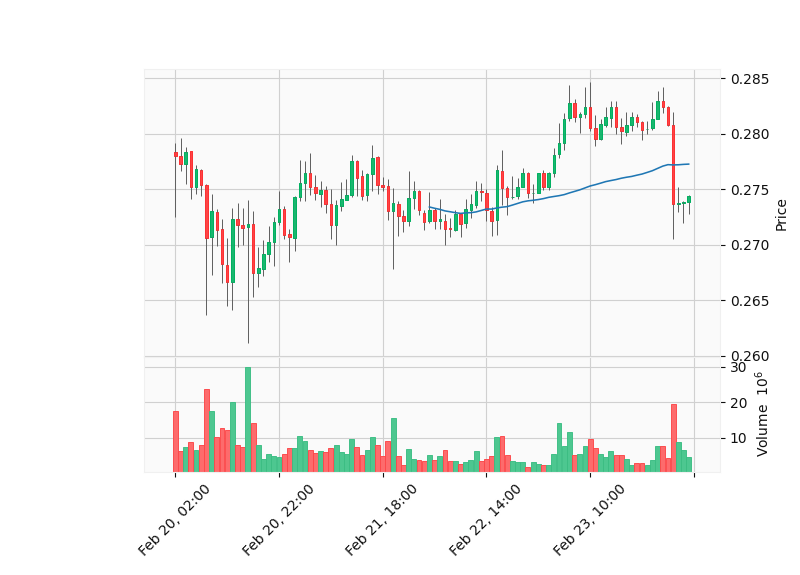 0.285
0.280
0.275
0.270
0.265
0.260
Price
30
20
10
Volume 10^6
Feb 20, 02:00
Feb 20, 22:00
Feb 21, 18:00
Feb 22, 14:00
Feb 23, 10:00